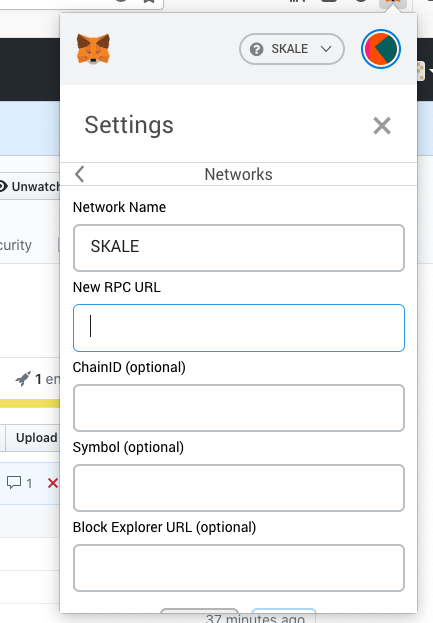 SKALE
Settings
Networks
Unwatch
Network Name
SKALE
curity
New RPC URL
ChainID (optional)
1 en
Upload
Symbol (optional)
1
Block Explorer URL (optional)
37 minutes ago